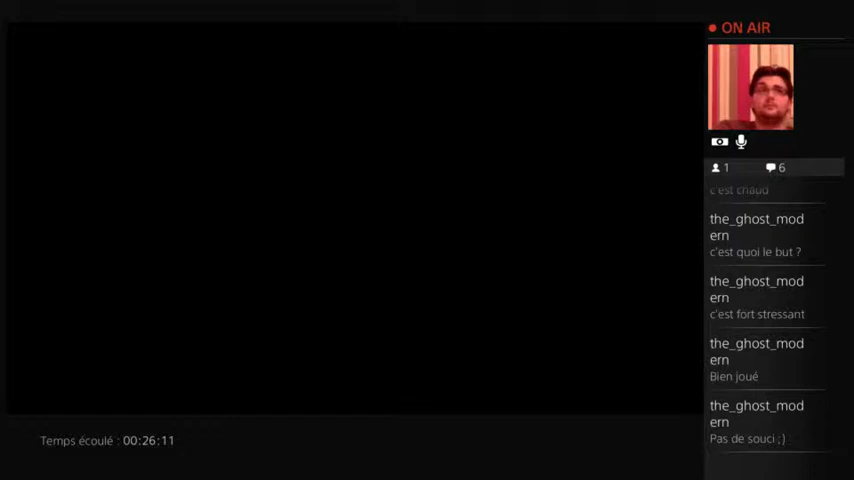 ON AIR
1 6
c'est chaud
the_ghost_mod
ern
c'est quoi le but ?
the_ghost_mod
ern
c'est fort stressant
the_ghost_mod
ern
Bien joué
the_ghost_mod
ern
Pas de souci ;)
Temps écoulé : 00:26:11